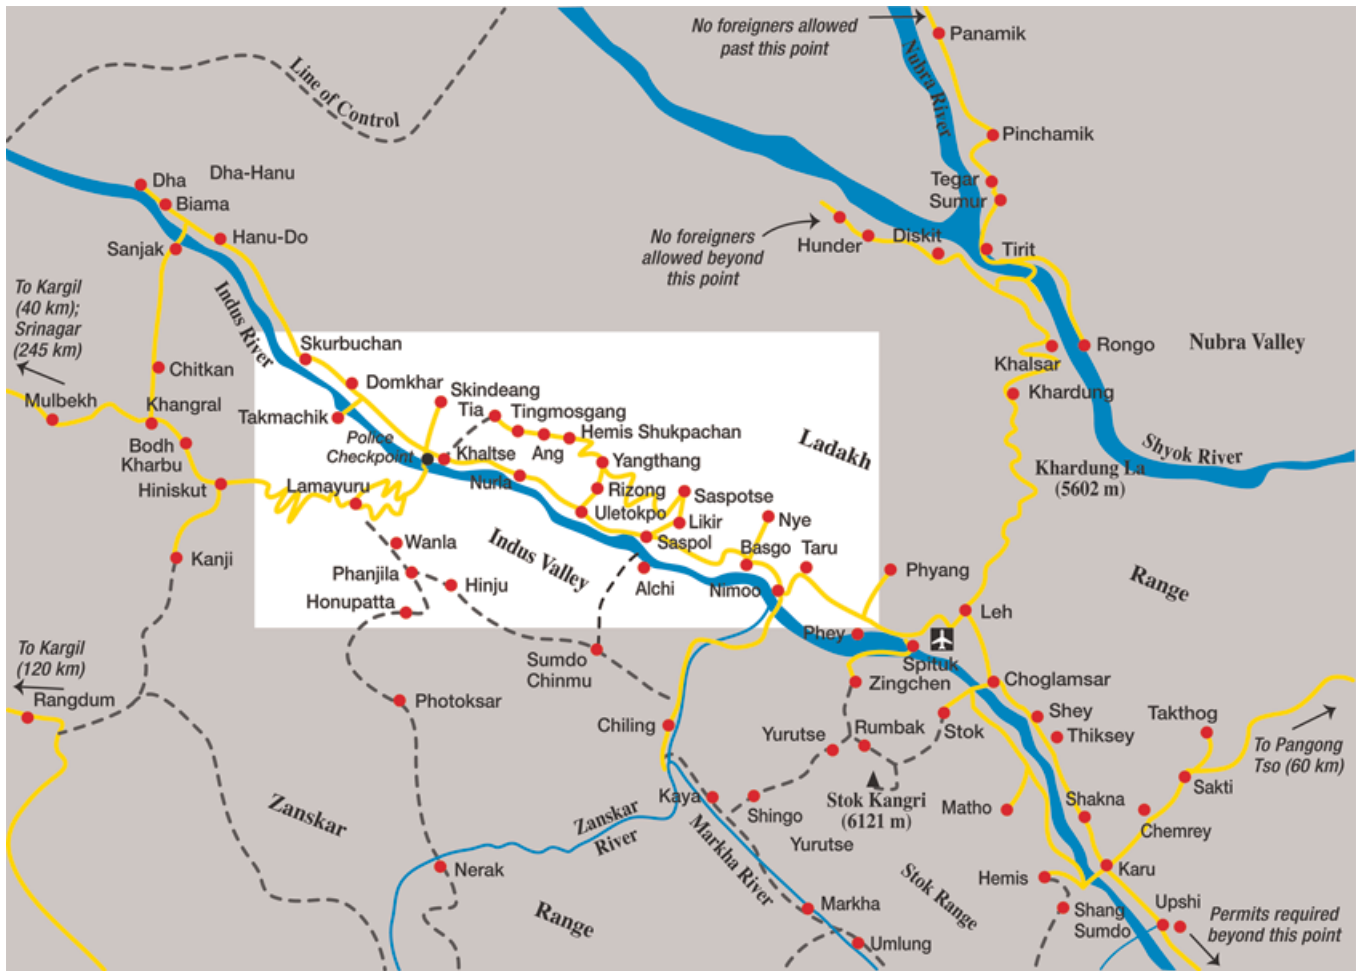 No foreigners allowed
past this point
Panamik
Nubra River
Line of Control
Pinchamik
Dha
Dha-Hanu
Tegar
Biama
Sumur
Hanu-Do
Sanjak
No foreigners
allowed beyond
this point
Hunder
Diskit
Tirit
To Kargil
(40 km);
Srinagar
(245 km)
Indus River
Skurbuchan
Rongo
Nubra Valley
Khalsar
Chitkan
Domkhar
Skindeang
Khardung
Mulbekh
Khangral
Takmachik
Tia
Tingmosgang
Police
Checkpoint
Hemis Shukpachan
Ladakh
Bodh
Kharbu
Khaltse
Ang
Yangthang
Shyok River
Khardung La
(5602 m)
Hiniskut
Lamayuru
Nurla
Rizong
Saspotse
Uletokpo
Likir
Nye
Wanla
Indus Valley
Saspol
Basgo
Taru
Kanji
Phanjila
Hinju
Alchi
Nimoo
Phyang
Range
Honupatta
Leh
Phey
To Kargil
(120 km)
Sumdo
Chinmu
Spituk
Zingchen
Choglamsar
Rangdum
Photoksar
Chiling
Yurutse
Rumbak
Stok
Shey
Thiksey
Takthog
To Pangong
Tso (60 km)
Sakti
Zanskar
Kaya
Shingo
Stok Kangri
(6121 m)
Matho
Shakna
Chemrey
Zanskar
River
Markha River
Yurutse
Nerak
Stok Range
Hemis
Karu
Range
Markha
Shang
Sumdo
Upshi
Permits required
beyond this point
Umlung